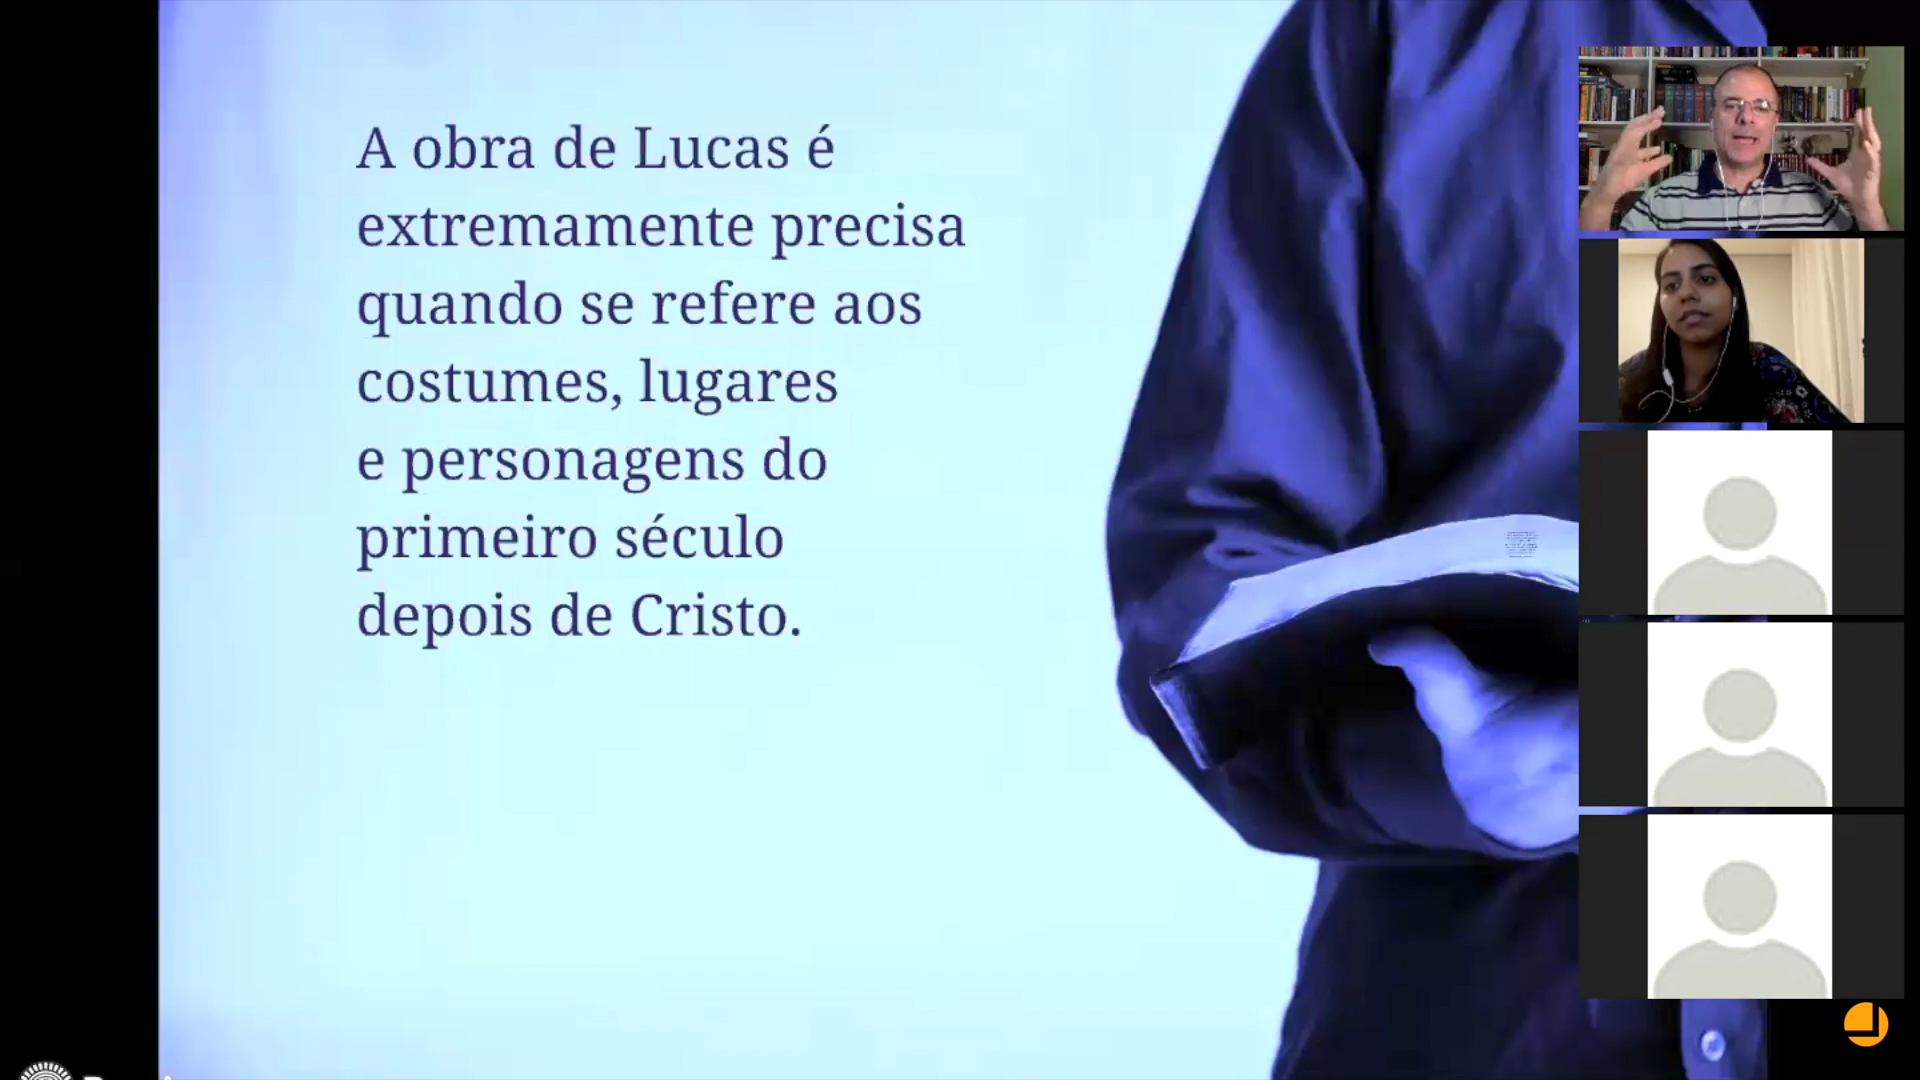 A obra de Lucas é
extremamente precisa
quando se refere aos
costumes, lugares
e personagens do
primeiro século
depois de Cristo.